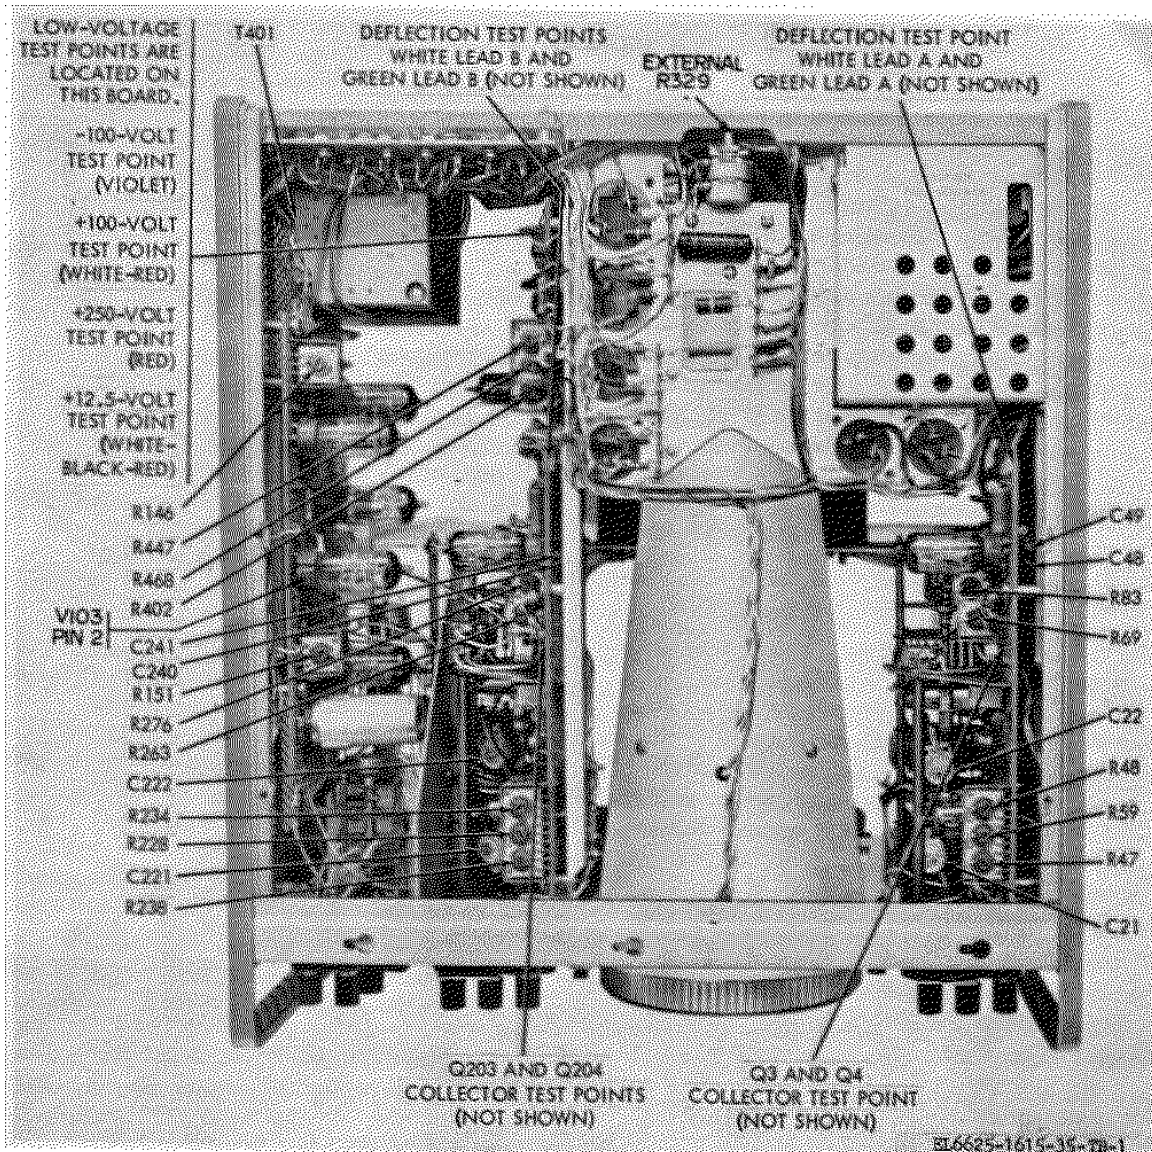 LOW-VOLTAGE
TEST POINTS ARE
LOCATED ON
THIS BOARD.
-100-VOLT
TEST POINT
(VIOLET)
+100-VOLT
TEST POINT
(WHITE-RED)
+250-VOLT
TEST POINT
(RED)
+12.5-VOLT
TEST POINT
(WHITE-
BLACK-RED)
T401
DEFLECTION TEST POINTS
WHITE LEAD B AND
GREEN LEAD B (NOT SHOWN)
EXTERNAL
R329
DEFLECTION TEST POINT
WHITE LEAD A AND
GREEN LEAD A (NOT SHOWN)
R146
R447
R468
R402
V103
PIN 2
C241
C240
R151
R276
R263
C222
R234
R228
C221
R238
C49
C48
R83
R69
C22
R48
R59
R47
C21
Q203 AND Q204
COLLECTOR TEST POINTS
(NOT SHOWN)
Q3 AND Q4
COLLECTOR TEST POINT
(NOT SHOWN)
EL6625-1615-35-TB-1